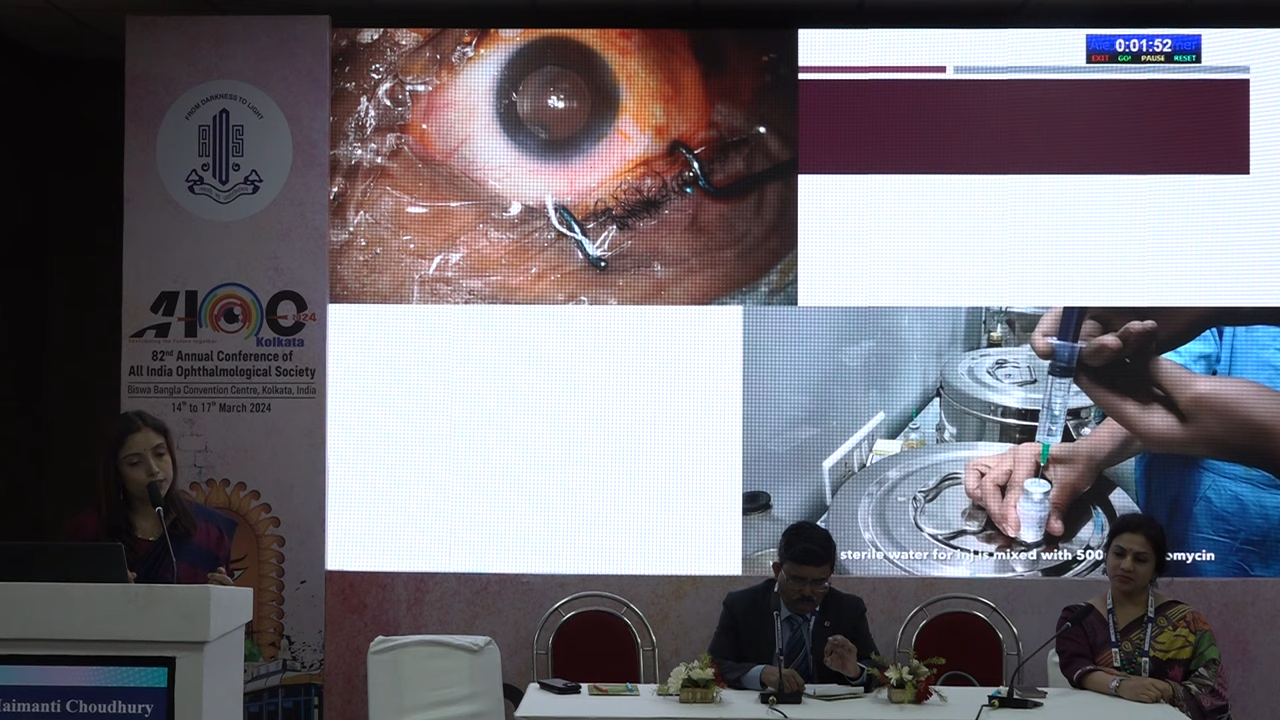 0:01:52
EXIT GO! PAUSE RESET
FROM DARKNESS TO LIGHT
AIOS
AIOC 2024
Kolkata
82nd Annual Conference of
All India Ophthalmological Society
Biswa Bangla Convention Centre, Kolkata, India
14th to 17th March 2024
sterile water for inj is mixed with 500
aimanti Choudhury